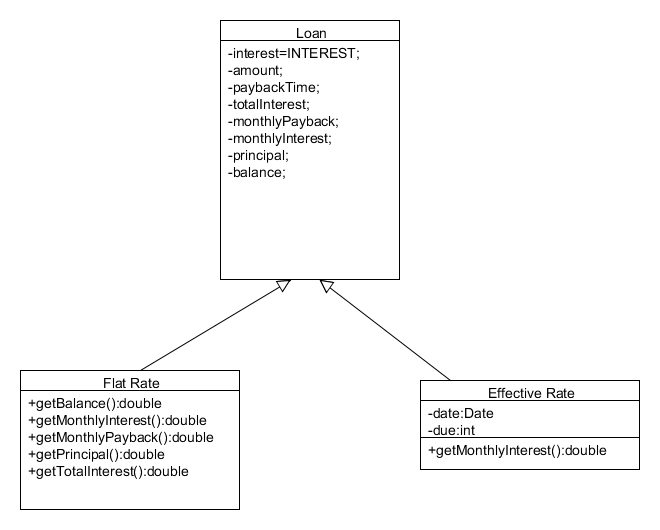 Loan
-interest=INTEREST;
-amount;
-paybackTime;
-totalInterest;
-monthlyPayback;
-monthlyInterest;
-principal;
-balance;
Flat Rate
+getBalance():double
+getMonthlyInterest():double
+getMonthlyPayback():double
+getPrincipal():double
+getTotalInterest():double
Effective Rate
-date:Date
-due:int
+getMonthlyInterest():double